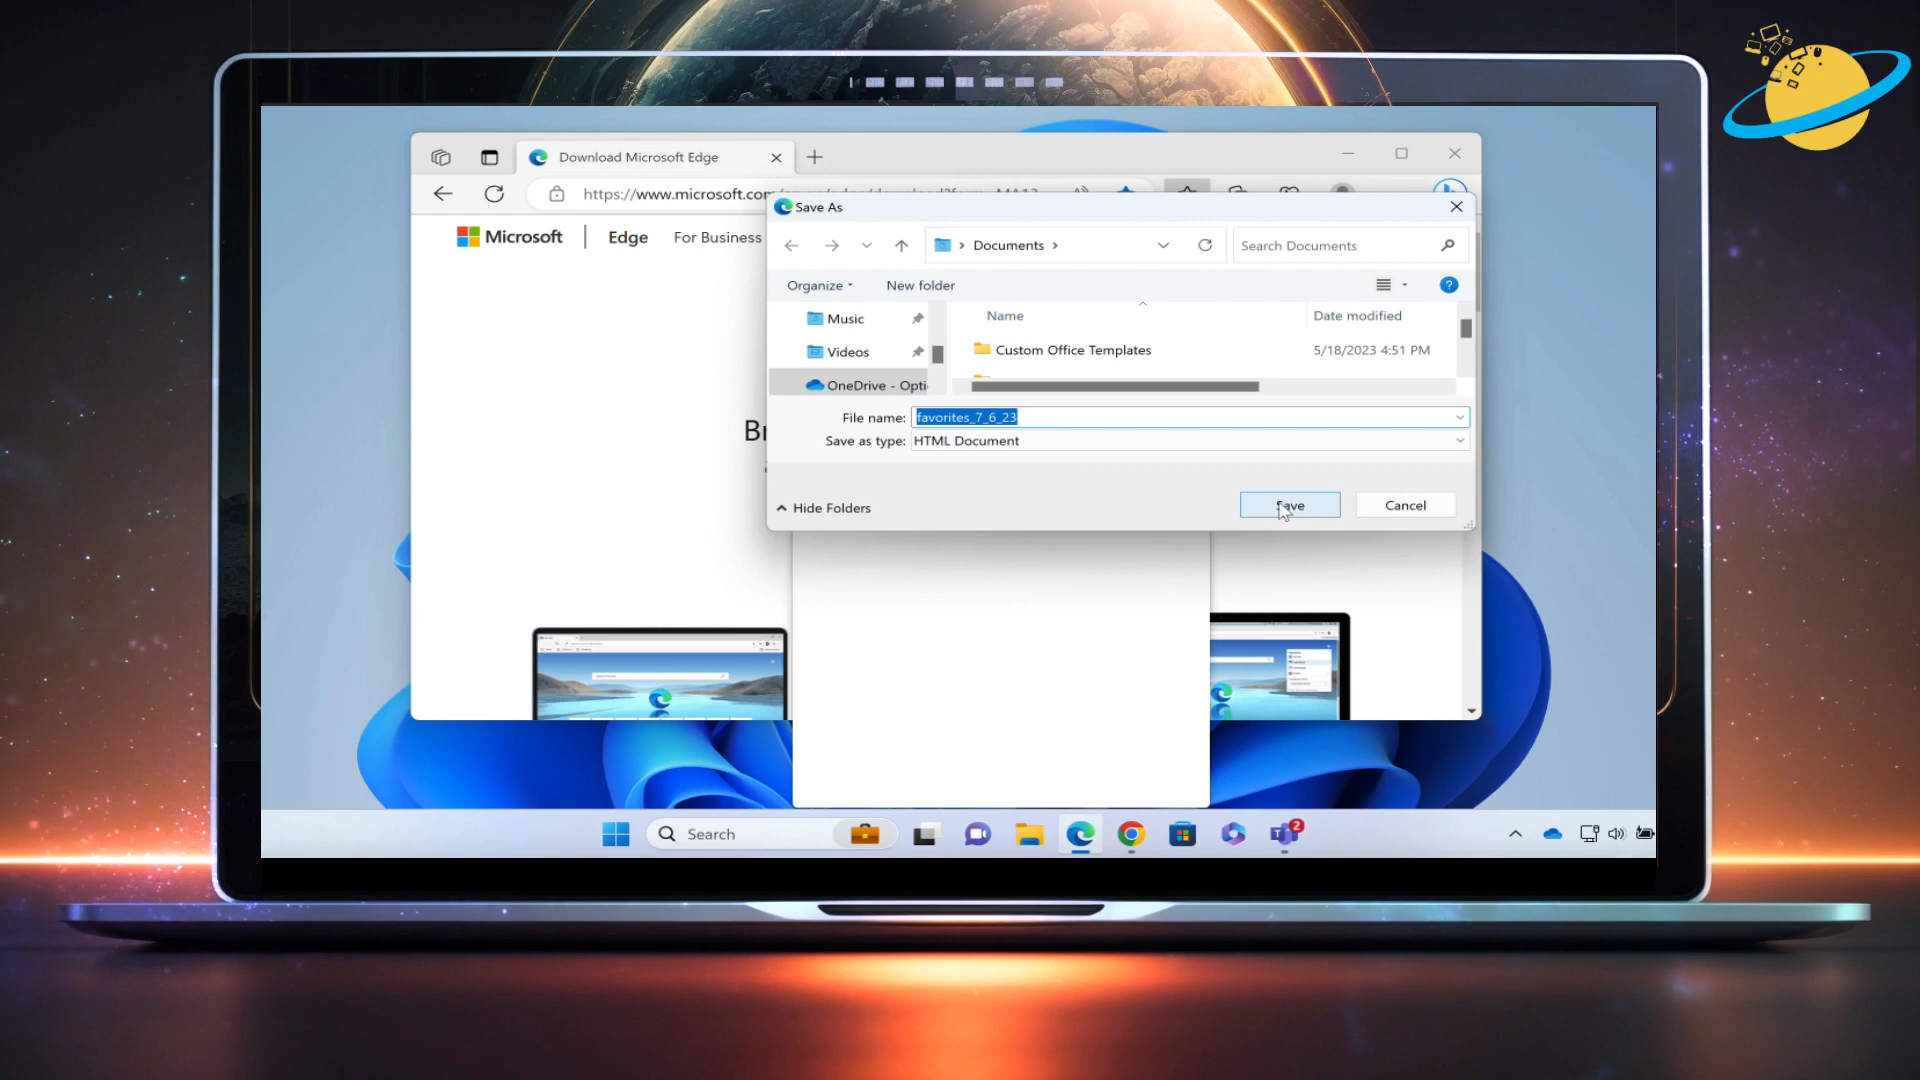 Download Microsoft Edge
https://www.microsoft.com
Save As
Microsoft
Edge
For Business
Documents
Search Documents
Organize
New folder
Music
Videos
OneDrive - Opti
Name
Date modified
Custom Office Templates
5/18/2023 4:51 PM
File name:
favorites_7_6_23
Save as type:
HTML Document
Hide Folders
Save
Cancel
Search
2